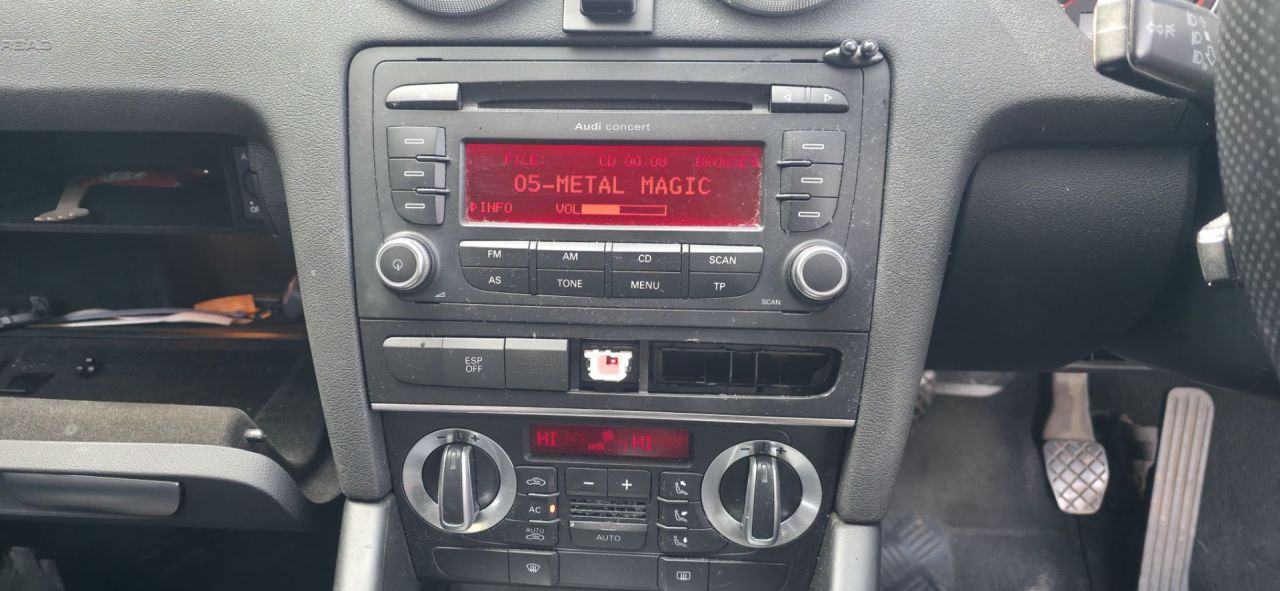 Audi concert
FILE: CD 00:08 BROWSE
05-METAL MAGIC
INFO VOL
FM AM CD SCAN
AS TONE MENU TP
SCAN
ESP
OFF
HI HI
- +
AC
AUTO
AUTO